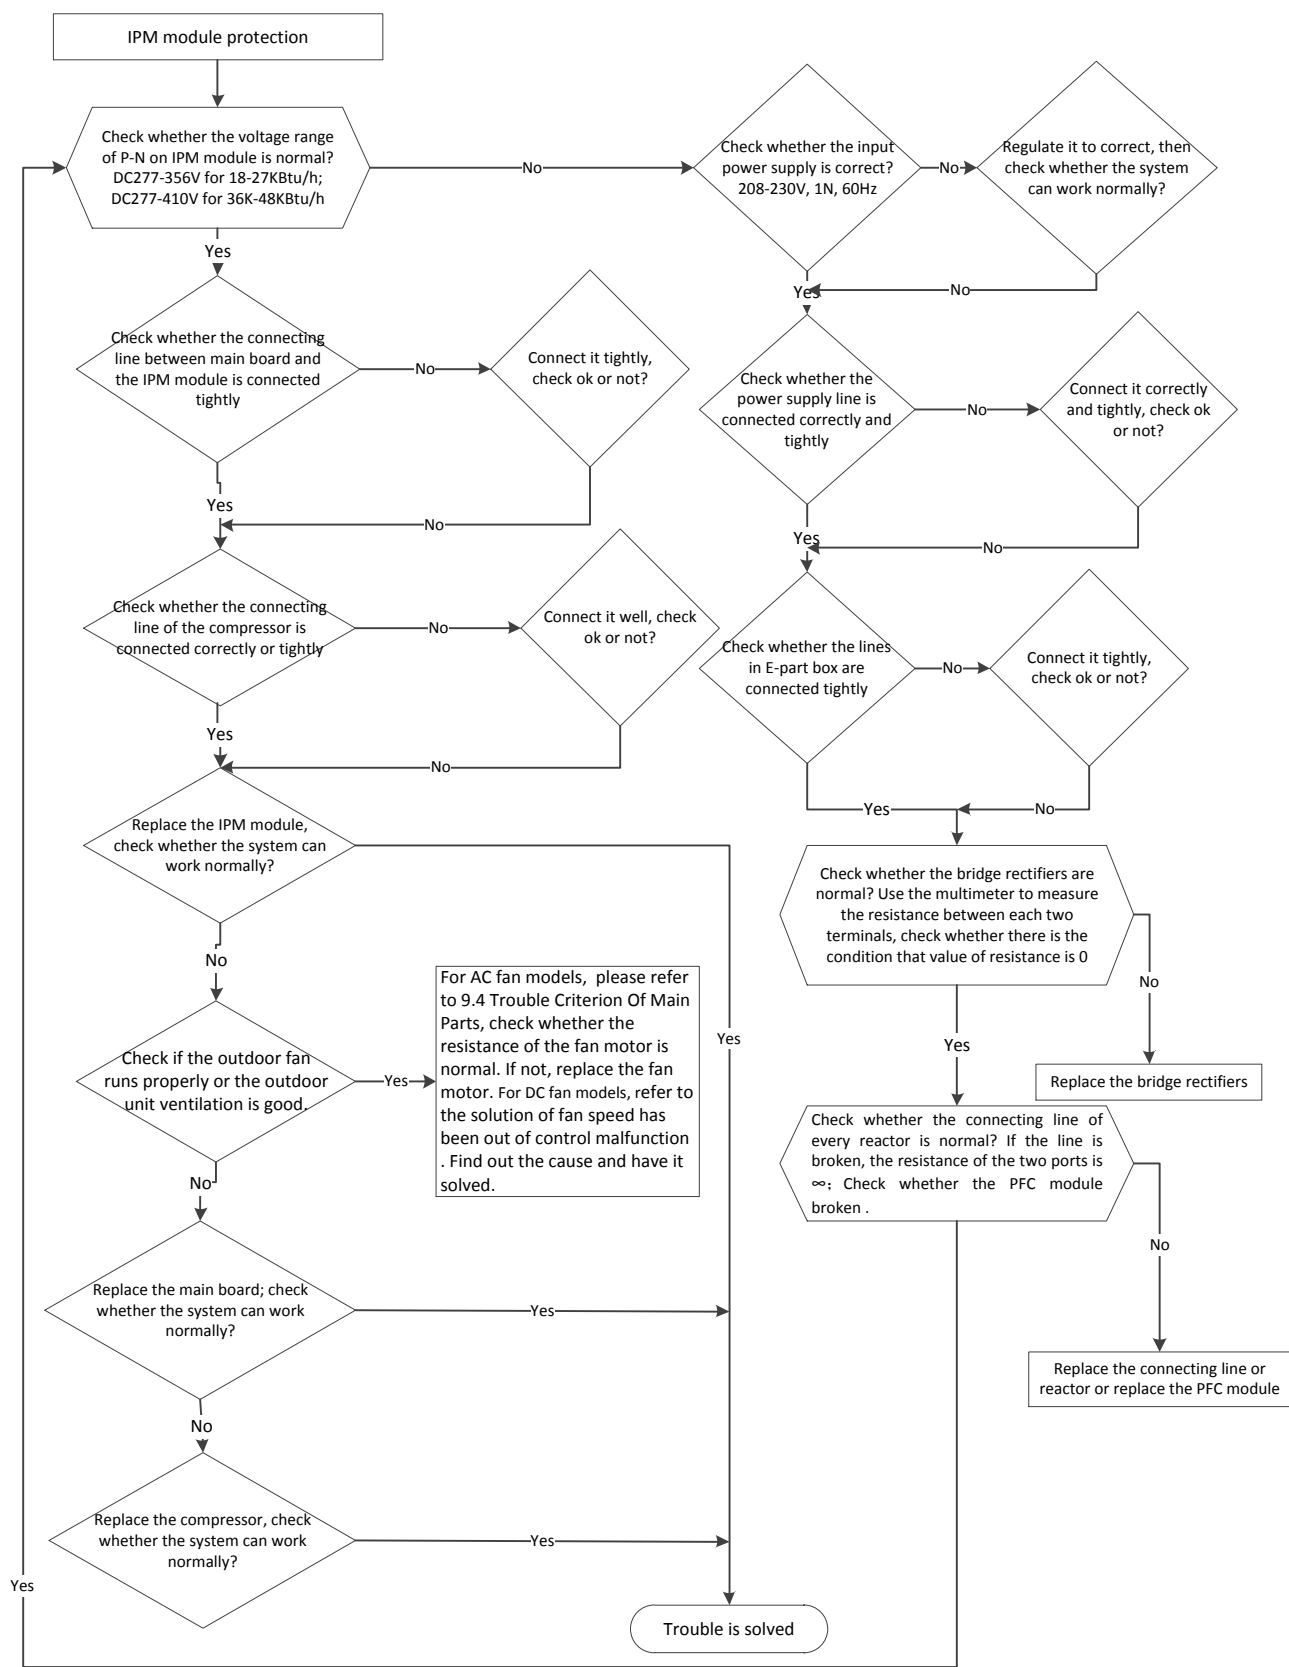 IPM module protection
Check whether the voltage range
of P-N on IPM module is normal?
DC277-356V for 18-27KBtu/h;
DC277-410V for 36K-48KBtu/h
No
Check whether the input
power supply is correct?
208-230V, 1N, 60Hz
No
Regulate it to correct, then
check whether the system
can work normally?
Yes
Yes
No
Check whether the connecting
line between main board and
the IPM module is connected
tightly
No
Connect it tightly,
check ok or not?
Check whether the
power supply line is
connected correctly and
tightly
No
Connect it correctly
and tightly, check ok
or not?
Yes
No
Yes
No
Check whether the connecting
line of the compressor is
connected correctly or tightly
No
Connect it well, check
ok or not?
Check whether the lines
in E-part box are
connected tightly
No
Connect it tightly,
check ok or not?
Yes
No
Yes
No
Replace the IPM module,
check whether the system can
work normally?
Check whether the bridge rectifiers are
normal? Use the multimeter to measure
the resistance between each two
terminals, check whether there is the
condition that value of resistance is 0
No
No
Yes
Yes
Check if the outdoor fan
runs properly or the outdoor
unit ventilation is good.
Yes
For AC fan models, please refer
to 9.4 Trouble Criterion Of Main
Parts, check whether the
resistance of the fan motor is
normal. If not, replace the fan
motor. For DC fan models, refer to
the solution of fan speed has
been out of control malfunction
. Find out the cause and have it
solved.
Replace the bridge rectifiers
Check whether the connecting line of
every reactor is normal? If the line is
broken, the resistance of the two ports is
∞; Check whether the PFC module
broken .
No
No
Replace the main board; check
whether the system can work
normally?
Yes
Replace the connecting line or
reactor or replace the PFC module
No
Replace the compressor, check
whether the system can work
normally?
Yes
Yes
Trouble is solved